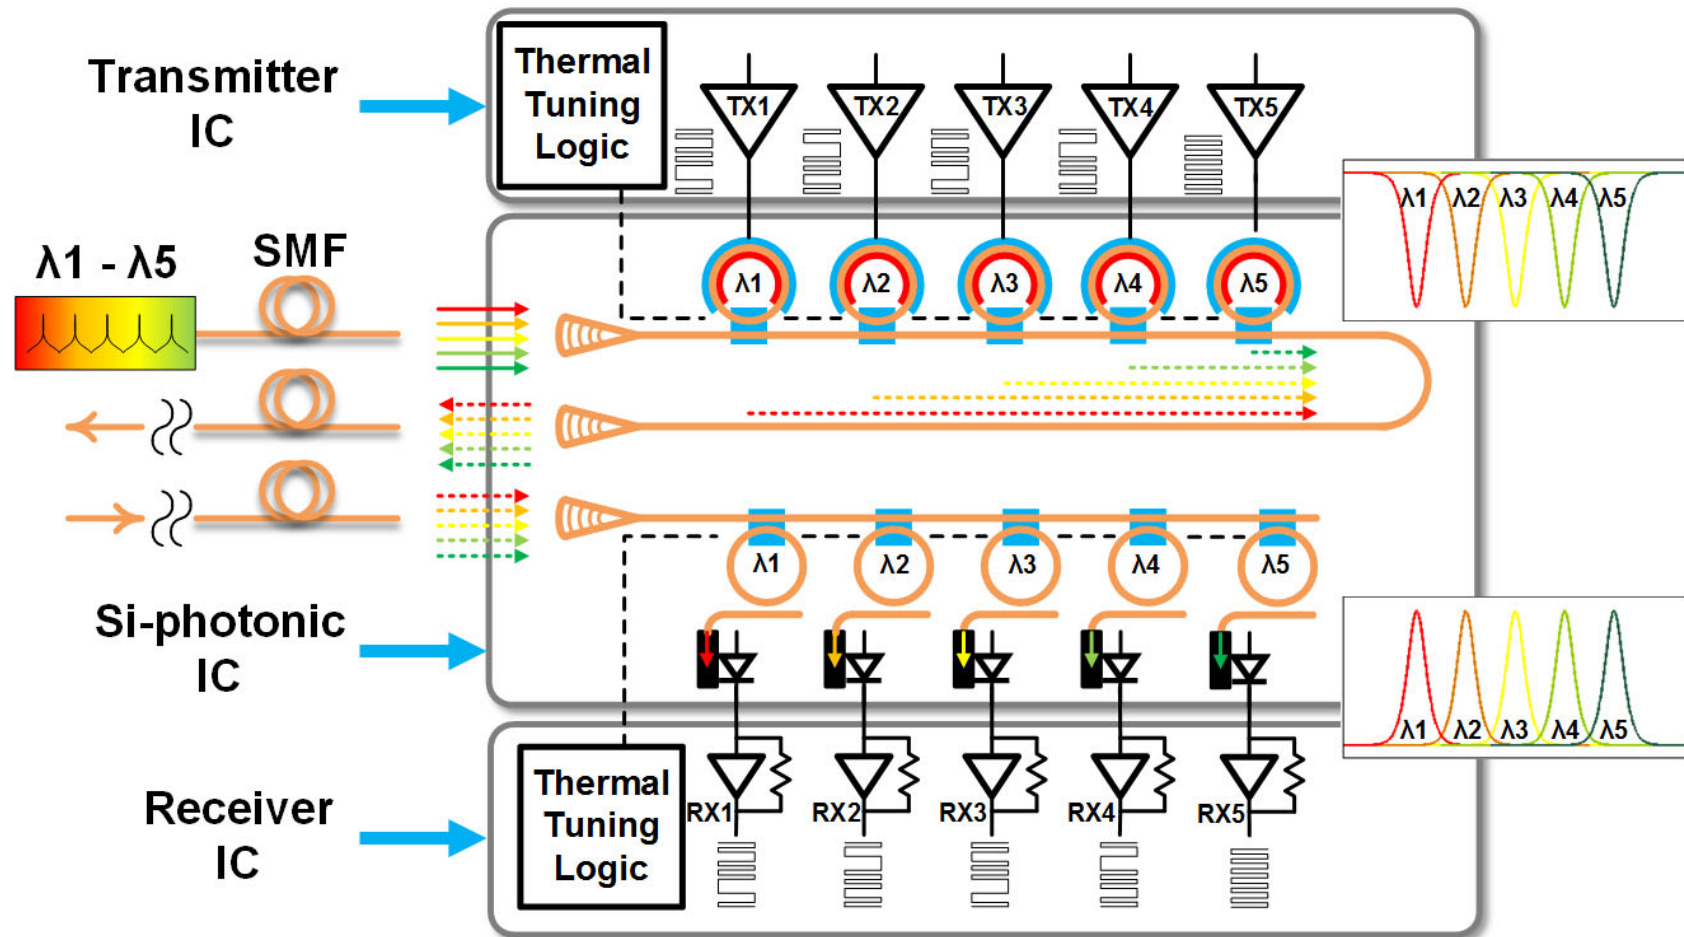 Transmitter
IC
Thermal
Tuning
Logic
TX1 TX2 TX3 TX4 TX5
λ1 λ2 λ3 λ4 λ5
λ1 - λ5
SMF
λ1 λ2 λ3 λ4 λ5
λ1 λ2 λ3 λ4 λ5
Si-photonic
IC
λ1 λ2 λ3 λ4 λ5
Receiver
IC
Thermal
Tuning
Logic
RX1 RX2 RX3 RX4 RX5